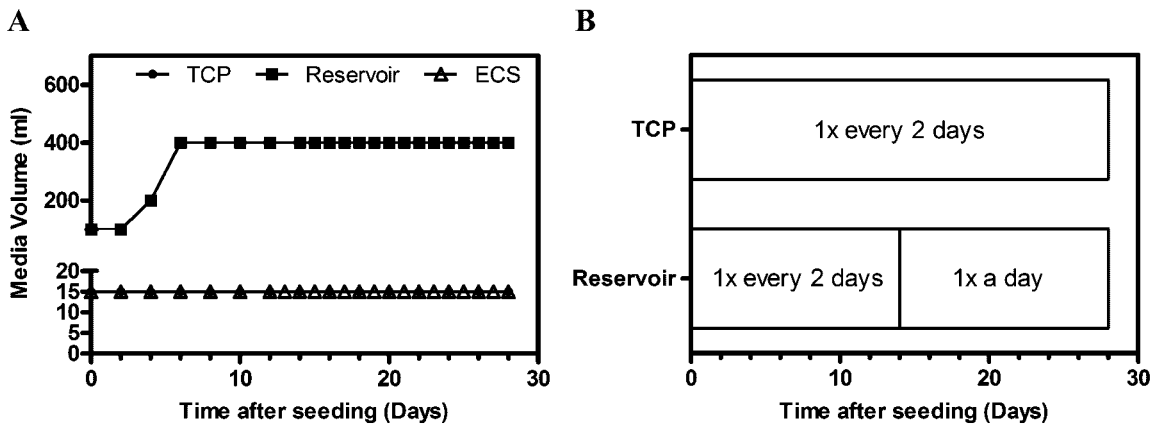 A
B
TCP Reservoir ECS
600
400
200
20
15
10
5
0
Media Volume (ml)
0 10 20 30
Time after seeding (Days)
TCP
1x every 2 days
Reservoir
1x every 2 days 1x a day
0 10 20 30
Time after seeding (Days)